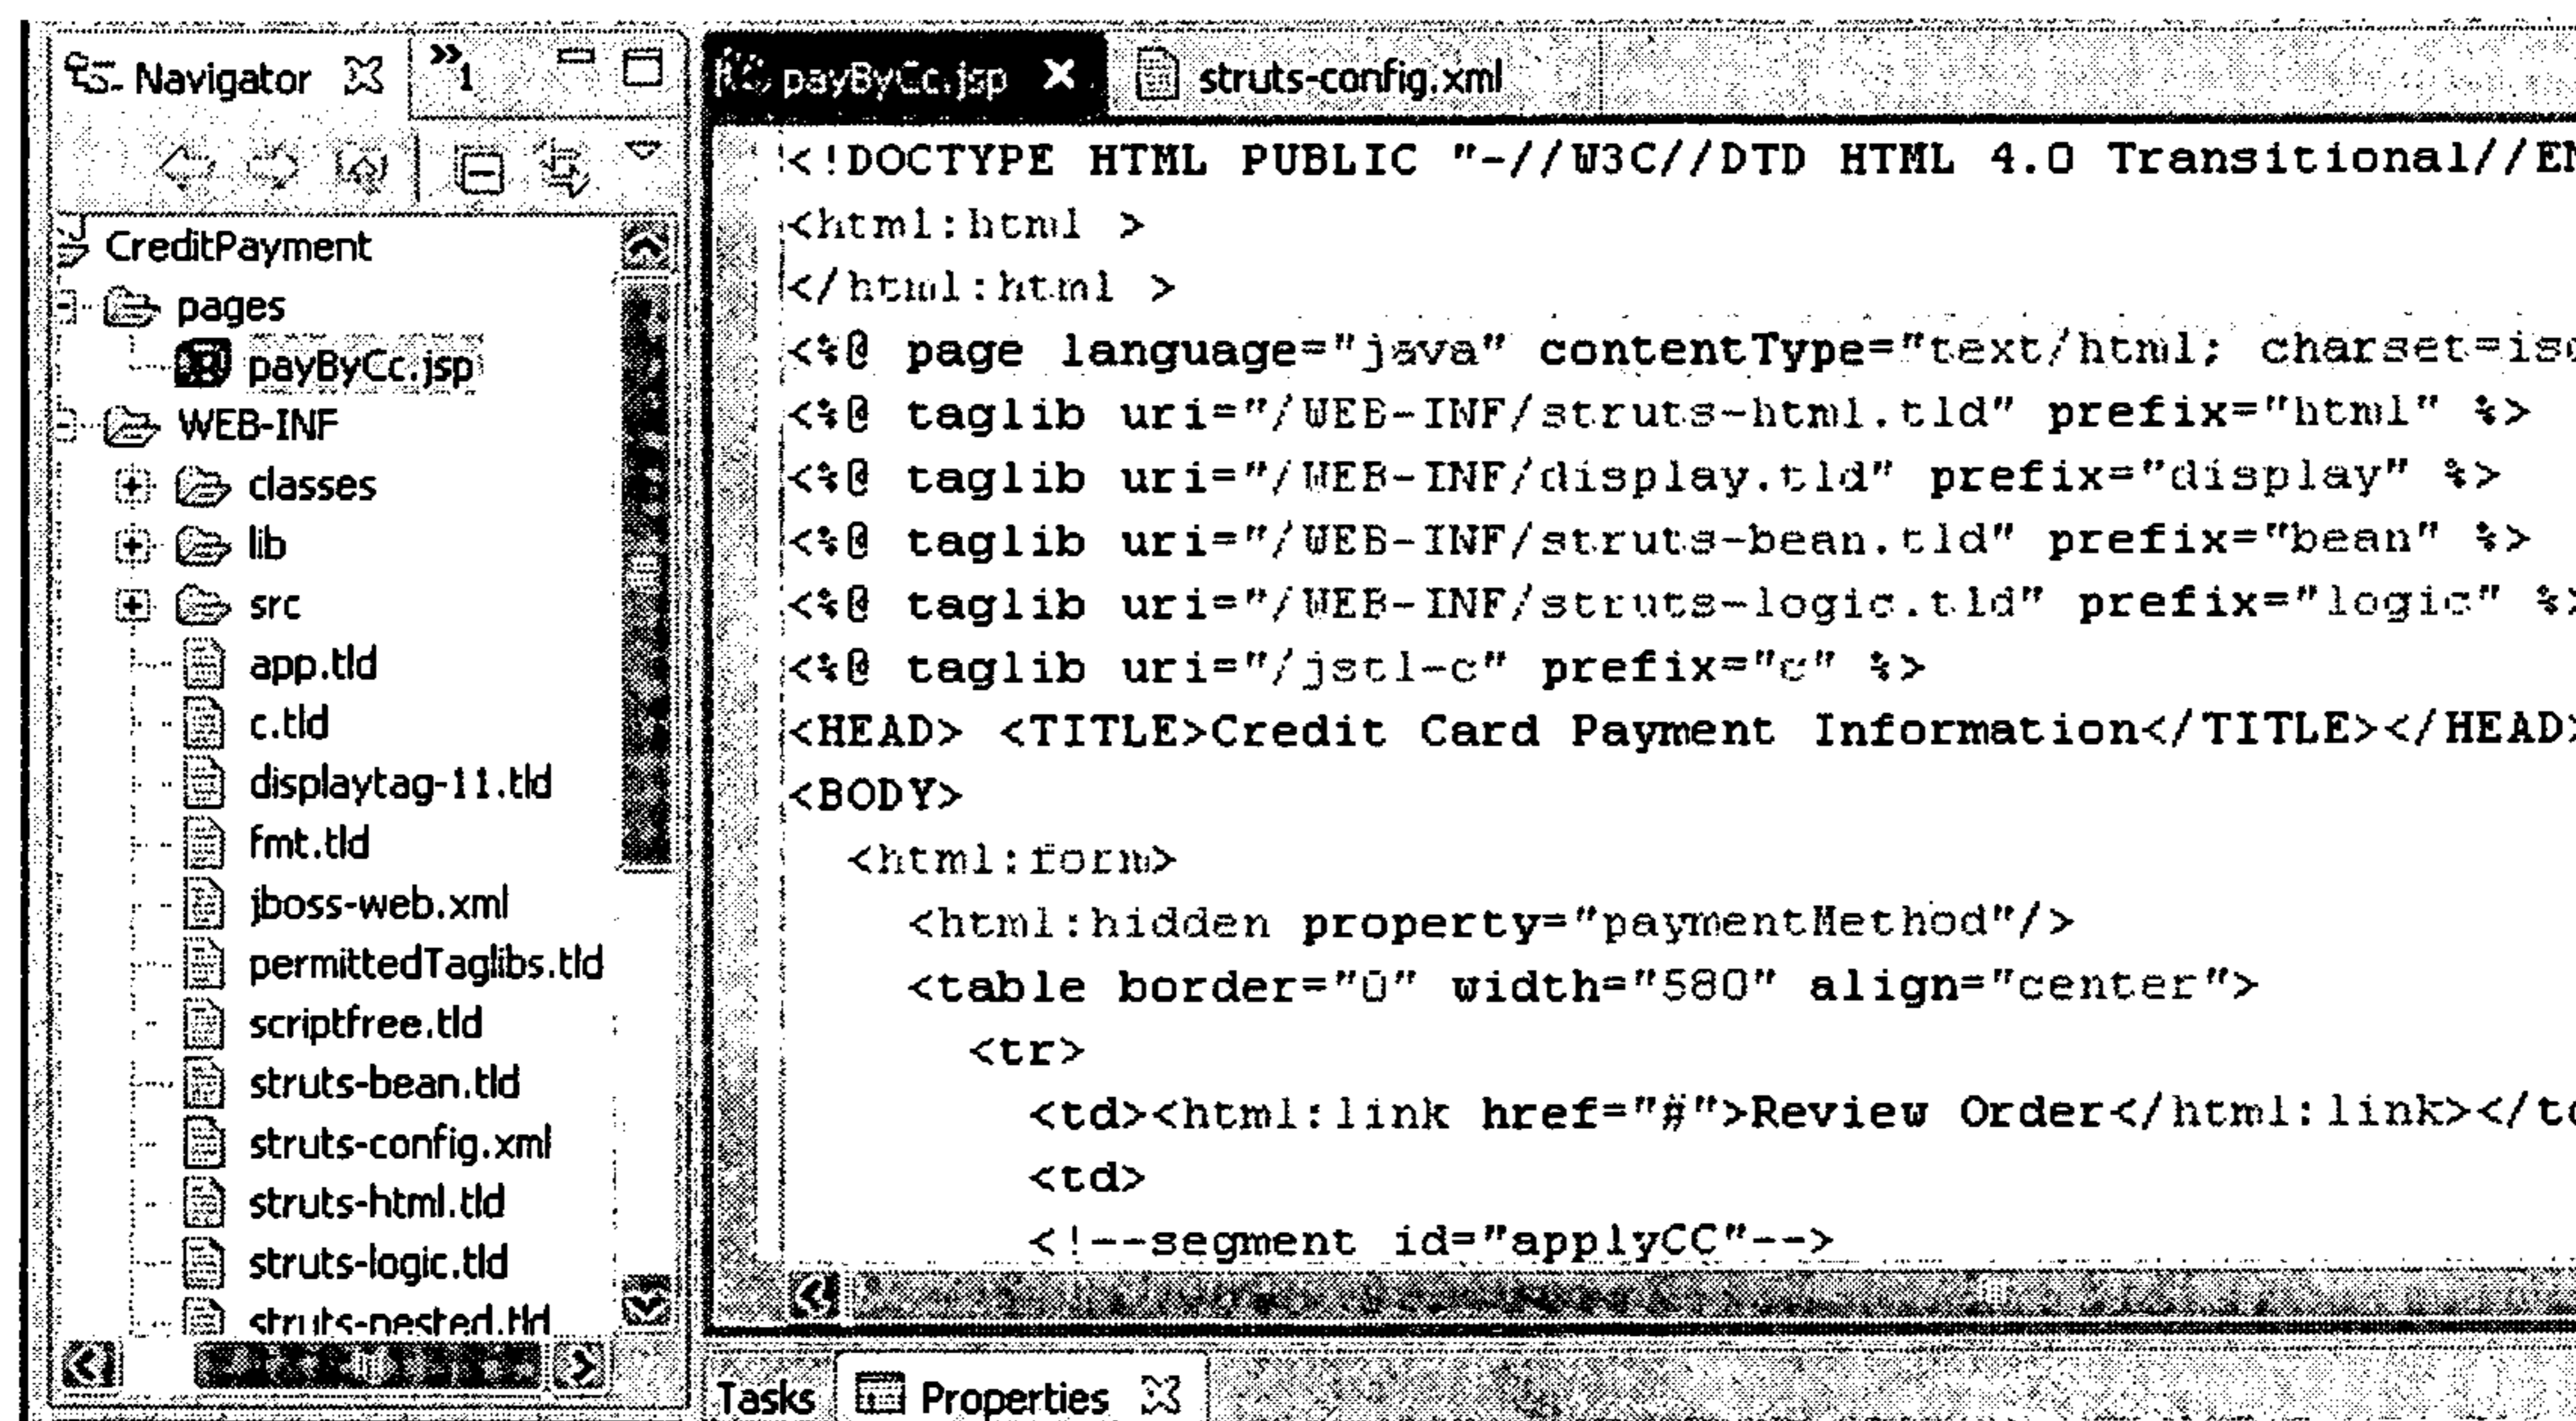 Navigator »1
CreditPayment
pages
payByCc.jsp
WEB-INF
classes
lib
src
app.tld
c.tld
displaytag-11.tld
fmt.tld
jboss-web.xml
permittedTaglibs.tld
scriptfree.tld
struts-bean.tld
struts-config.xml
struts-html.tld
struts-logic.tld
struts-nested.tld
payByCc.jsp struts-config.xml
<!DOCTYPE HTML PUBLIC "-//W3C//DTD HTML 4.0 Transitional//EN
<html:html >
</html:html >
<%@ page language="java" contentType="text/html; charset=iso
<%@ taglib uri="/WEB-INF/struts-html.tld" prefix="html" %>
<%@ taglib uri="/WEB-INF/display.tld" prefix="display" %>
<%@ taglib uri="/WEB-INF/struts-bean.tld" prefix="bean" %>
<%@ taglib uri="/WEB-INF/struts-logic.tld" prefix="logic" %>
<%@ taglib uri="/jstl-c" prefix="c" %>
<HEAD> <TITLE>Credit Card Payment Information</TITLE></HEAD>
<BODY>
<html:form>
<html:hidden property="paymentMethod"/>
<table border="0" width="580" align="center">
<tr>
<td><html:link href="#">Review Order</html:link></td
<td>
<!--segment id="applyCC"-->
Tasks Properties